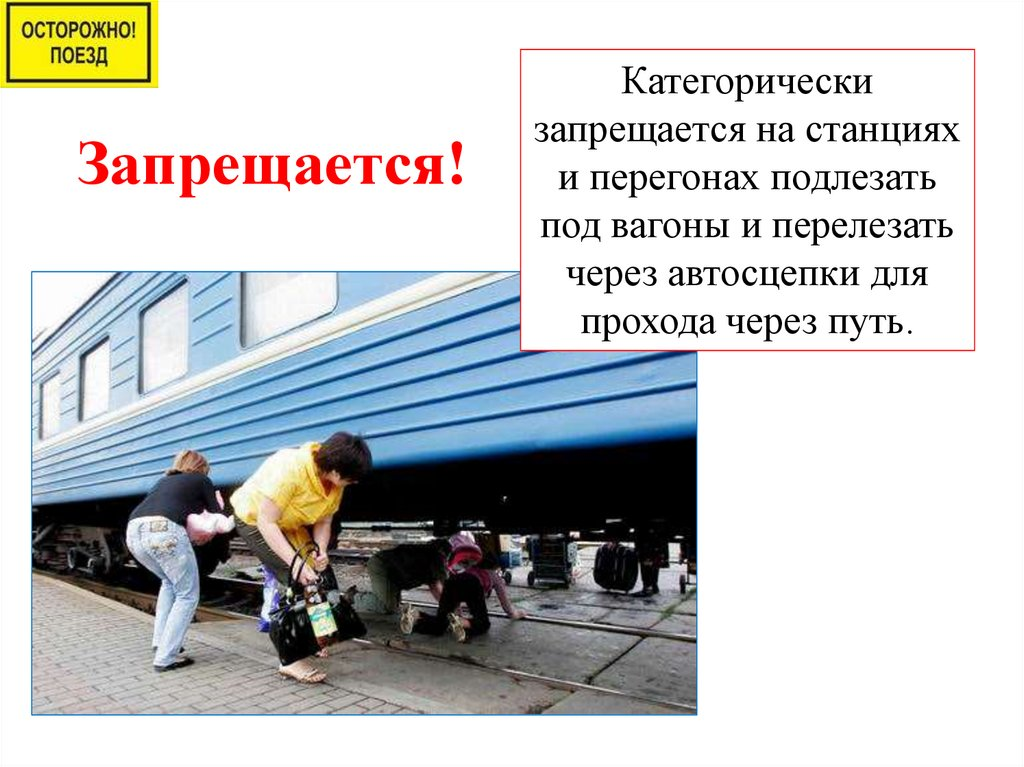 ОСТОРОЖНО!
ПОЕЗД
Запрещается!
Категорически
запрещается на станциях
и перегонах подлезать
под вагоны и перелезать
через автосцепки для
прохода через путь.